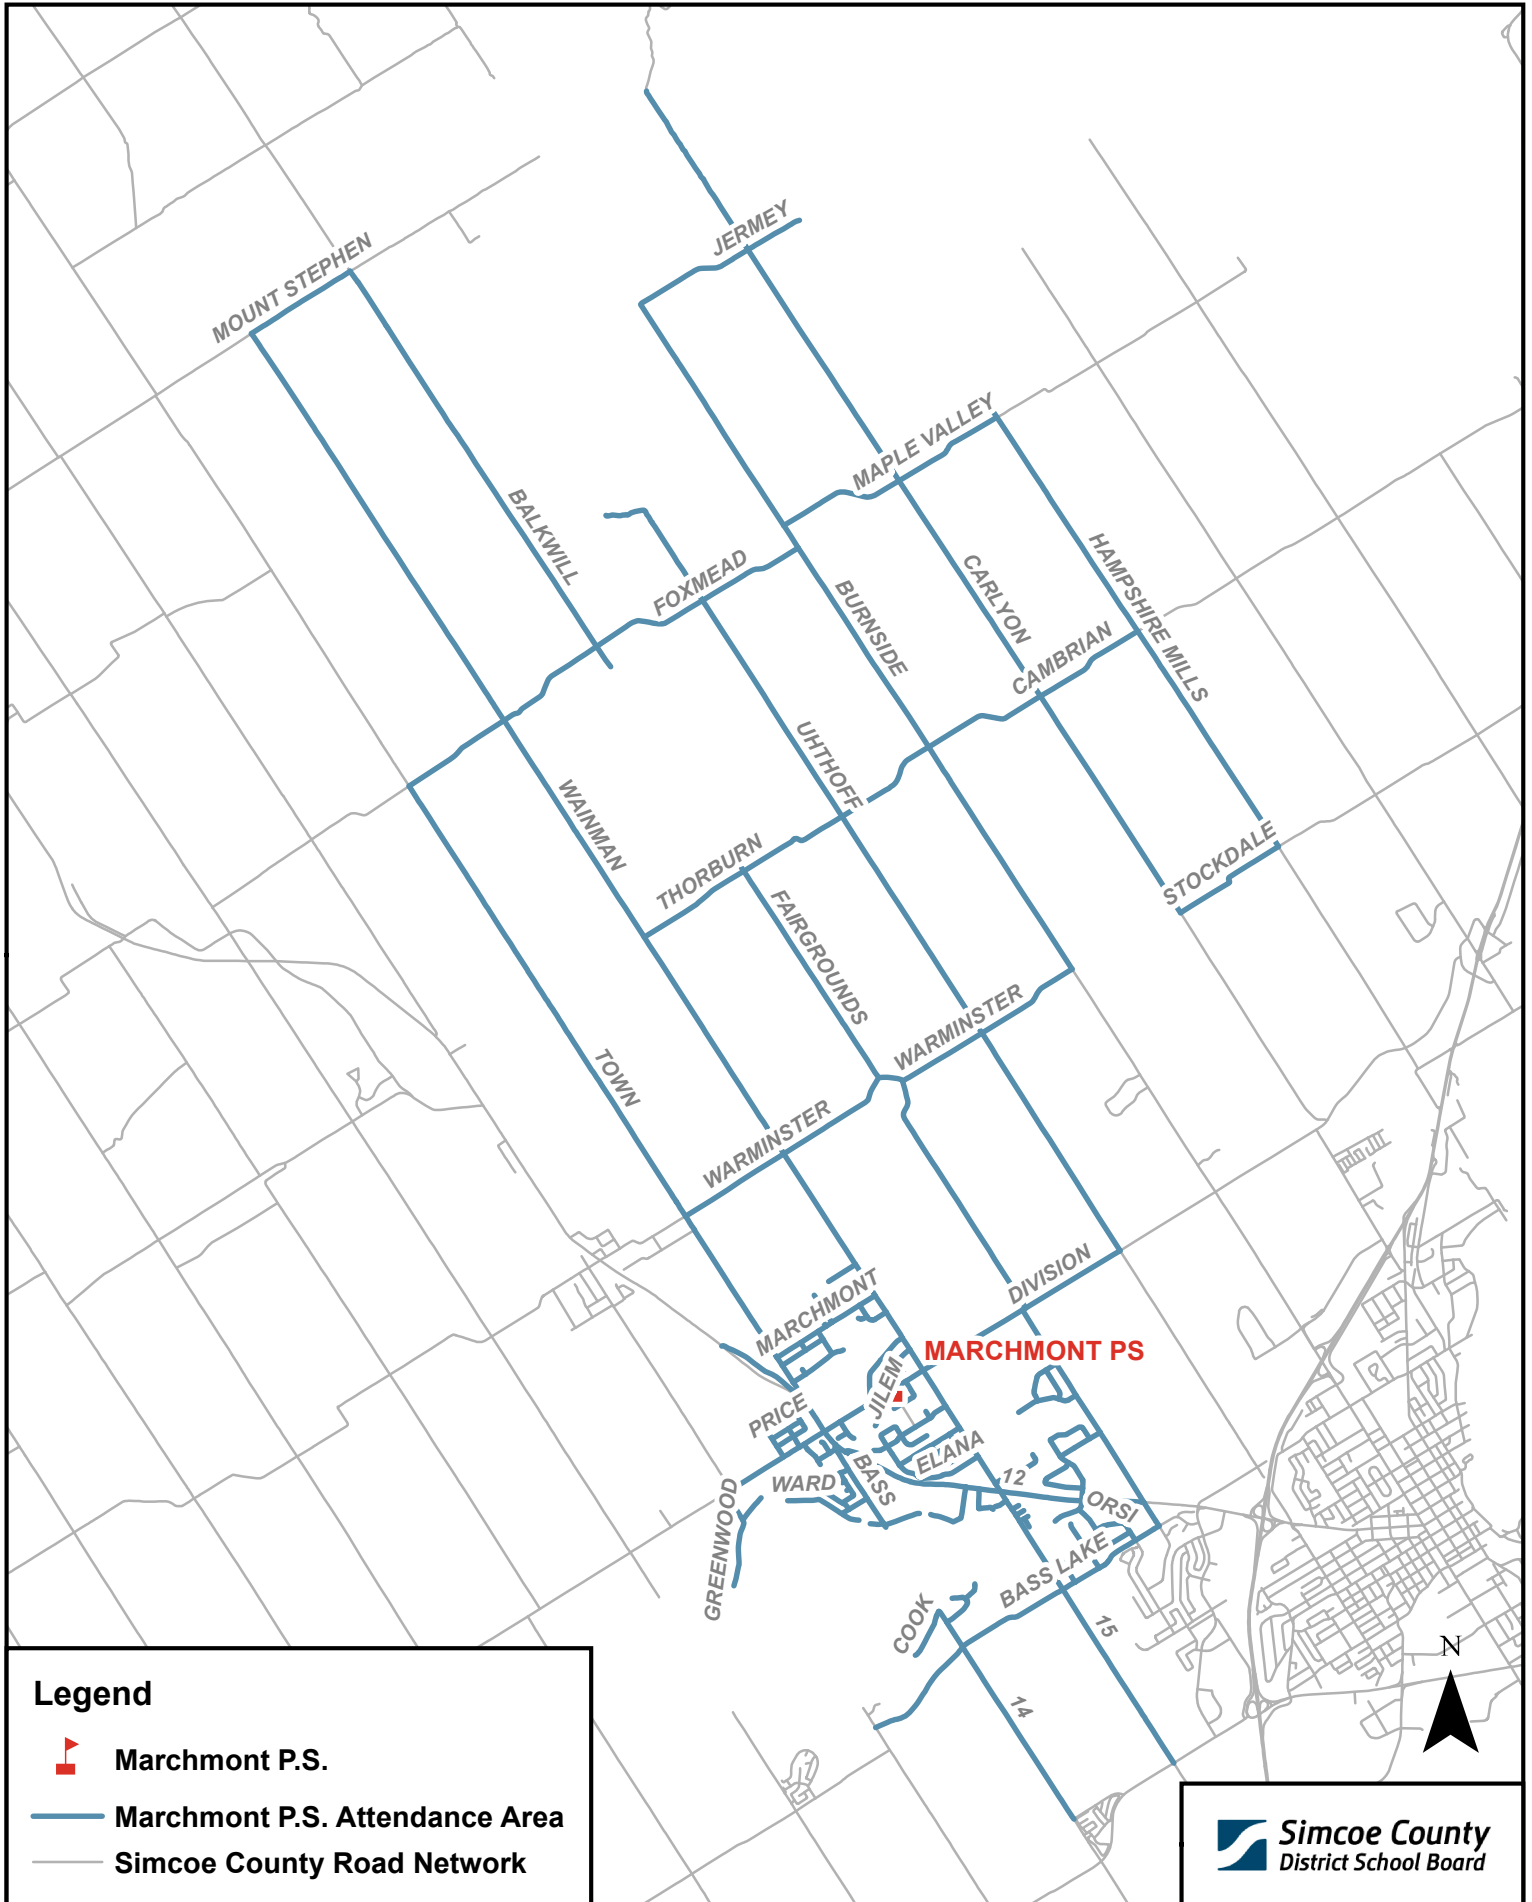 JERMEY
MOUNT STEPHEN
MAPLE VALLEY
BALKWILL
HAMPSHIRE MILLS
FOXMEAD
CARLYON
BURNSIDE
CAMBRIAN
UHTHOFF
WAINMAN
STOCKDALE
THORBURN
FAIRGROUNDS
WARMINSTER
TOWN
WARMINSTER
DIVISION
MARCHMONT
MARCHMONT PS
JILEM
PRICE
ELANA
BASS
12
WARD
ORSI
GREENWOOD
BASS LAKE
COOK
15
14
N
Legend
Marchmont P.S.
Marchmont P.S. Attendance Area
Simcoe County Road Network
Simcoe County
District School Board